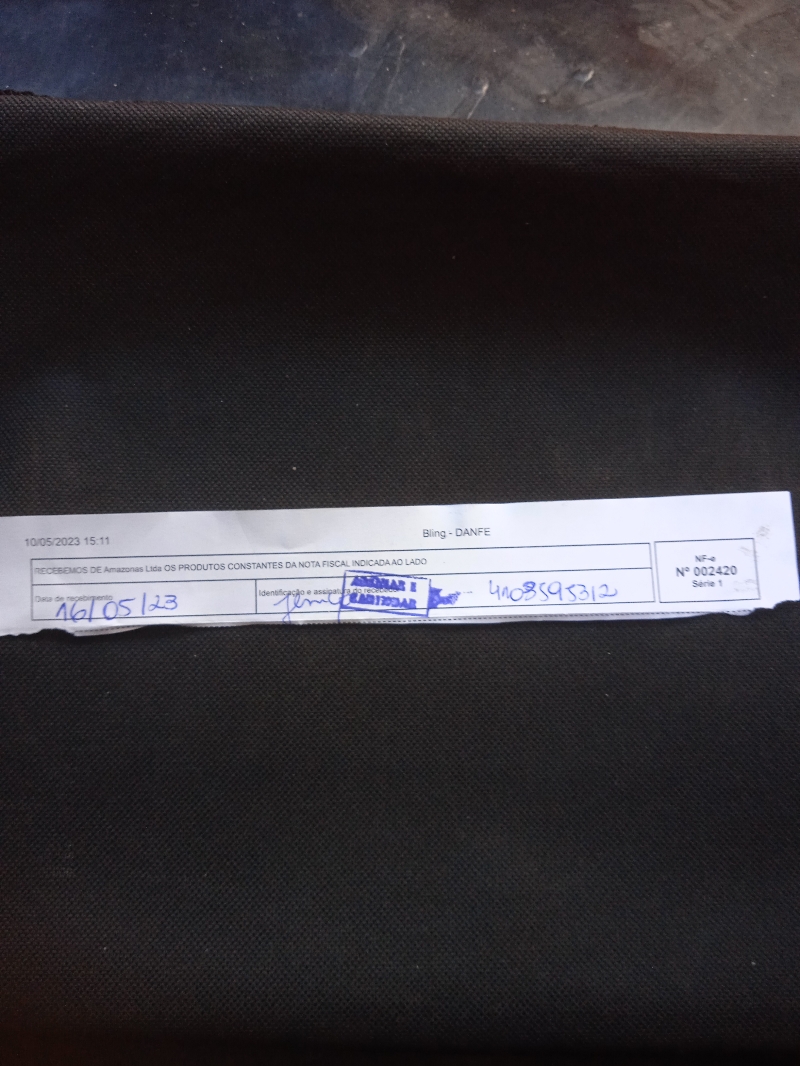 10/05/2023 15:11
Bling - DANFE
RECEBEMOS DE Amazonas Ltda OS PRODUTOS CONSTANTES DA NOTA FISCAL INDICADA AO LADO
NF-e
Nº 002420
Série 1
Data de recebimento
16/05/23
Identificação e assinatura do recebedor
4108595312